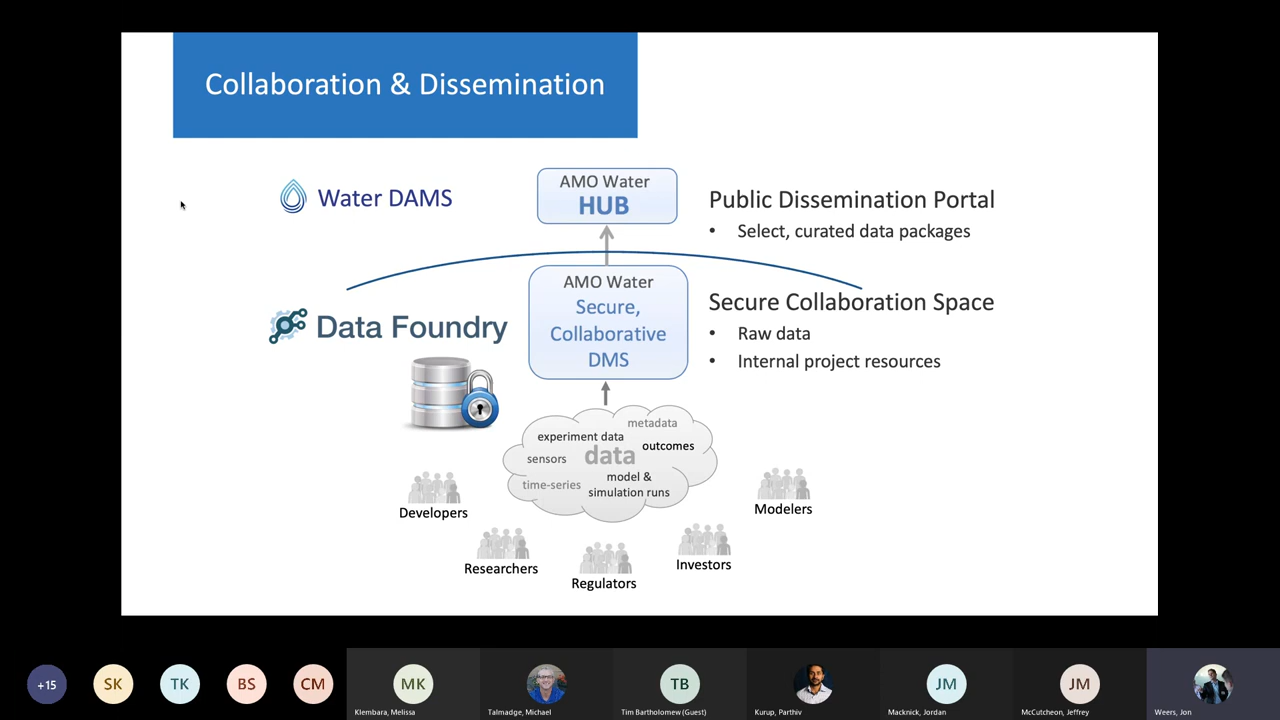 Collaboration & Dissemination
Water DAMS
AMO Water
HUB
Public Dissemination Portal
• Select, curated data packages
Data Foundry
AMO Water
Secure,
Collaborative
DMS
Secure Collaboration Space
• Raw data
• Internal project resources
metadata
experiment data
outcomes
sensors
data
time-series
model &
simulation runs
Developers
Modelers
Researchers
Investors
Regulators
+15
SK
TK
BS
CM
MK
TB
JM
JM
Klembara, Melissa
Talmadge, Michael
Tim Bartholomew (Guest)
Kurup, Parthiv
Macknick, Jordan
McCutcheon, Jeffrey
Weers, Jon